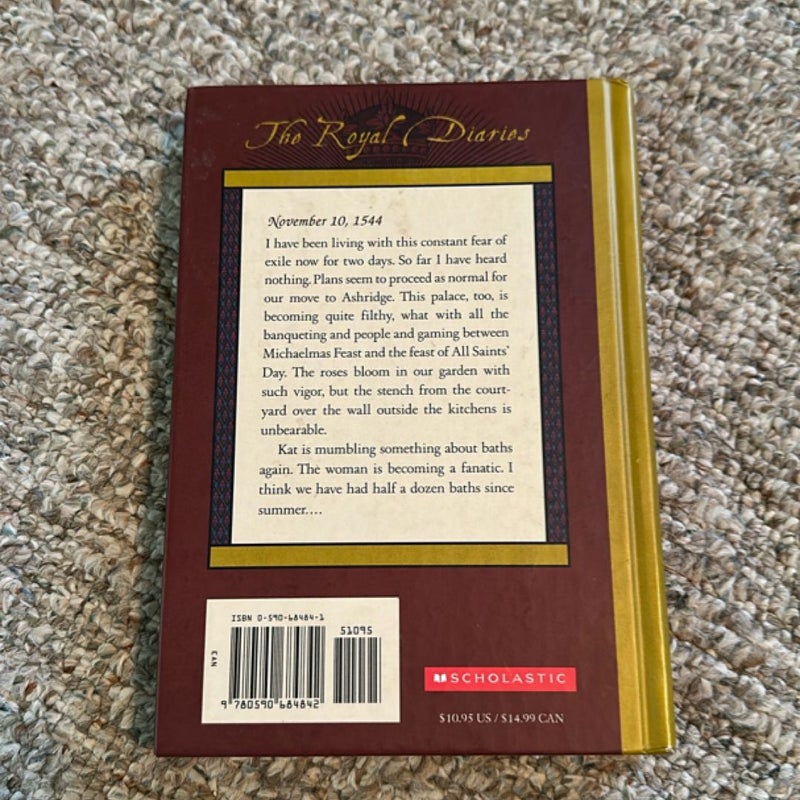 The Royal Diaries
November 10, 1544
I have been living with this constant fear of
exile now for two days. So far I have heard
nothing. Plans seem to proceed as normal for
our move to Ashridge. This palace, too, is
becoming quite filthy, what with all the
banqueting and people and gaming between
Michaelmas Feast and the feast of All Saints'
Day. The roses bloom in our garden with
such vigor, but the stench from the court-
yard over the wall outside the kitchens is
unbearable.
Kat is mumbling something about baths
again. The woman is becoming a fanatic. I
think we have had half a dozen baths since
summer....
ISBN 0-590-68484-1
51095
EAN
9 780590 684842
SCHOLASTIC
$10.95 US / $14.99 CAN